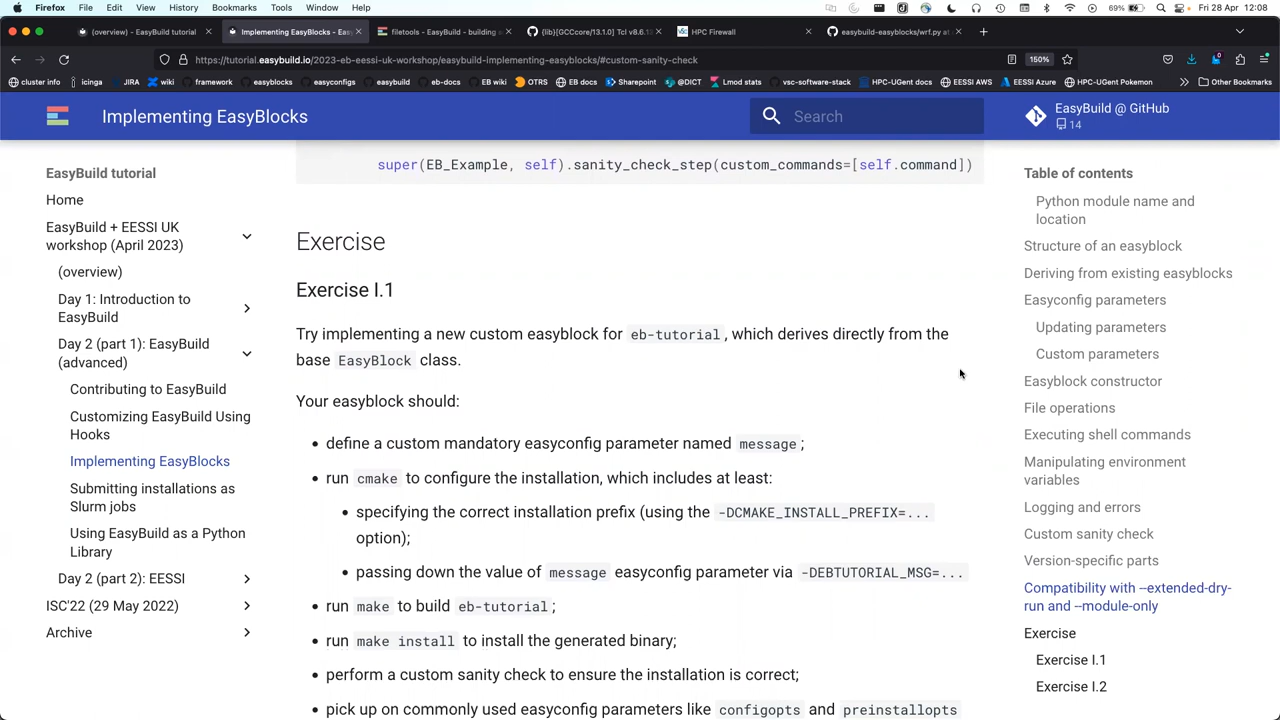 Firefox File Edit View History Bookmarks Tools Window Help 69% Fri 28 Apr 12:08
(overview) - EasyBuild tutorial
Implementing EasyBlocks - Eas
filetools - EasyBuild - building s
{lib}[GCCcore/13.1.0] Tcl v8.6.1
HPC Firewall
easybuild-easyblocks/wrf.py at
https://tutorial.easybuild.io/2023-eb-eessi-uk-workshop/easybuild-implementing-easyblocks/#custom-sanity-check 150%
cluster info icinga JIRA wiki framework easyblocks easyconfigs easybuild eb-docs EB wiki OTRS EB docs Sharepoint @DICT Lmod stats vsc-software-stack HPC-UGent Docs EESSI AWS EESSI Azure HPC-UGent Pokemon Other Bookmarks
Implementing EasyBlocks
Search
EasyBuild @ GitHub
14
EasyBuild tutorial
Home
EasyBuild + EESSI UK
workshop (April 2023)
(overview)
Day 1: Introduction to
EasyBuild
Day 2 (part 1): EasyBuild
(advanced)
Contributing to EasyBuild
Customizing EasyBuild Using
Hooks
Implementing EasyBlocks
Submitting installations as
Slurm jobs
Using EasyBuild as a Python
Library
Day 2 (part 2): EESSI
ISC'22 (29 May 2022)
Archive
super(EB_Example, self).sanity_check_step(custom_commands=[self.command])
Exercise
Exercise I.1
Try implementing a new custom easyblock for eb-tutorial, which derives directly from the
base EasyBlock class.
Your easyblock should:
• define a custom mandatory easyconfig parameter named message;
• run cmake to configure the installation, which includes at least:
• specifying the correct installation prefix (using the -DCMAKE_INSTALL_PREFIX=...
option);
• passing down the value of message easyconfig parameter via -DEBTUTORIAL_MSG=...
• run make to build eb-tutorial;
• run make install to install the generated binary;
• perform a custom sanity check to ensure the installation is correct;
• pick up on commonly used easyconfig parameters like configopts and preinstallopts
Table of contents
Python module name and
location
Structure of an easyblock
Deriving from existing easyblocks
Easyconfig parameters
Updating parameters
Custom parameters
Easyblock constructor
File operations
Executing shell commands
Manipulating environment
variables
Logging and errors
Custom sanity check
Version-specific parts
Compatibility with --extended-dry-
run and --module-only
Exercise
Exercise I.1
Exercise I.2